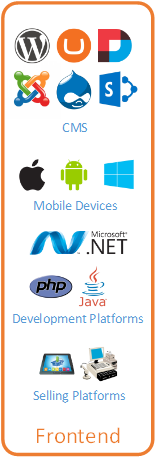 CMS
Mobile Devices
Microsoft®
.NET
php
Java
Development Platforms
Selling Platforms
Frontend